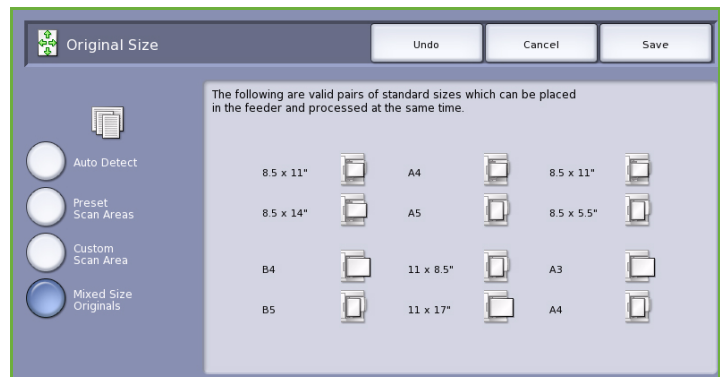 Original Size
Undo
Cancel
Save
The following are valid pairs of standard sizes which can be placed
in the feeder and processed at the same time.
Auto Detect
Preset
Scan Areas
Custom
Scan Area
Mixed Size
Originals
8.5 x 11"
A4
8.5 x 11"
8.5 x 14"
A5
8.5 x 5.5"
B4
11 x 8.5"
A3
B5
11 x 17"
A4